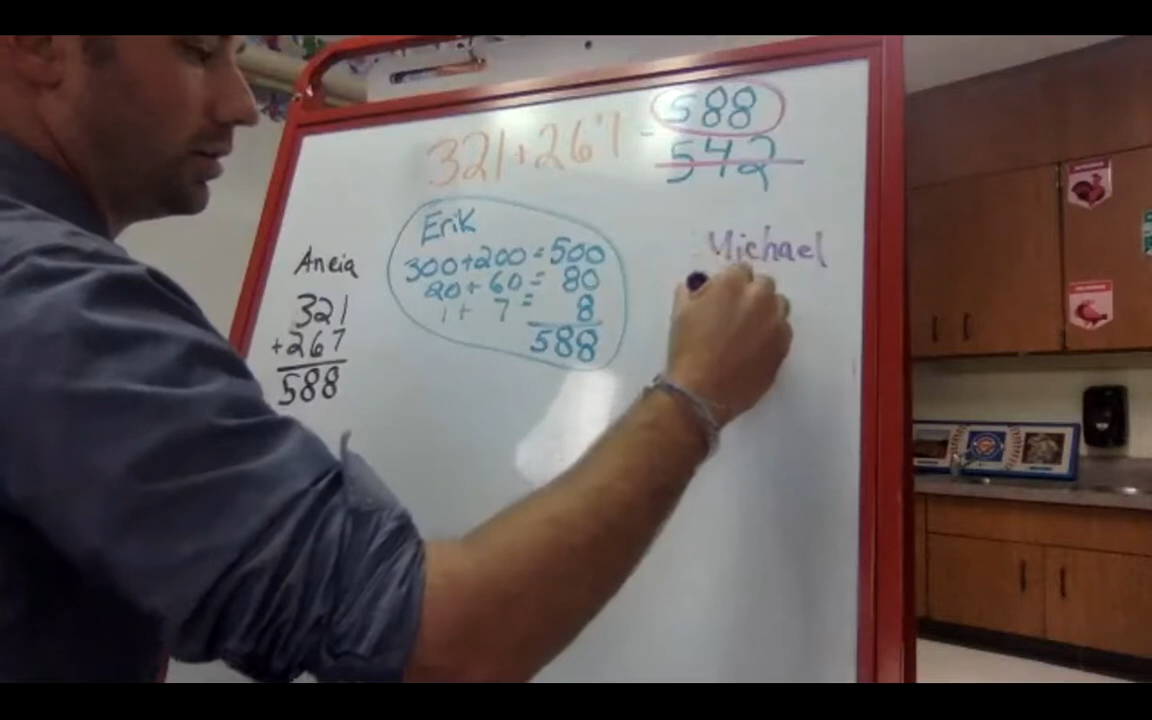 321+267 - 588
542
Erik
300+200=500
20+60=80
1+ 7= 8
588
Michael
Aneia
321
+267
588